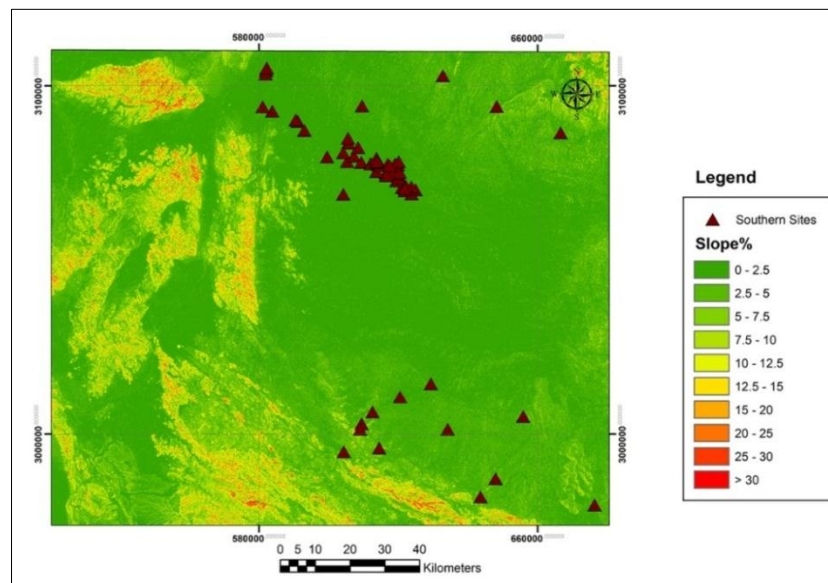 580000 660000
3100000 3100000
S
W E
S
Legend
Southern Sites
Slope%
0 - 2.5
2.5 - 5
5 - 7.5
7.5 - 10
10 - 12.5
12.5 - 15
15 - 20
20 - 25
25 - 30
> 30
3000000 3000000
580000 660000
0 5 10 20 30 40
Kilometers